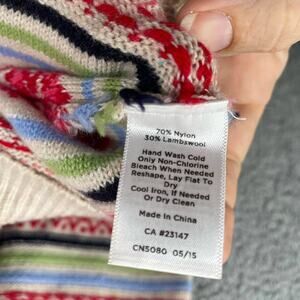 70% Nylon
30% Lambswool
Hand Wash Cold
Only Non-Chlorine
Bleach When Needed
Reshape, Lay Flat To
Dry
Cool Iron, If Needed
Or Dry Clean
Made In China
CA #23147
CN5080 05/15